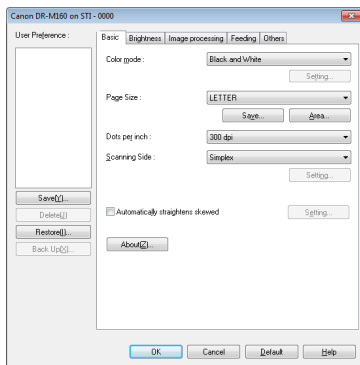 Canon DR-M160 on STI - 0000
User Preference :
Save(Y)...
Delete(J)
Restore(I)...
Back Up(X)...
Basic Brightness Image processing Feeding Others
Color mode : Black and White
Setting...
Page Size : LETTER
Save... Area...
Dots per inch : 300 dpi
Scanning Side : Simplex
Setting...
Automatically straightens skewed Setting...
About(Z)...
OK Cancel Default Help